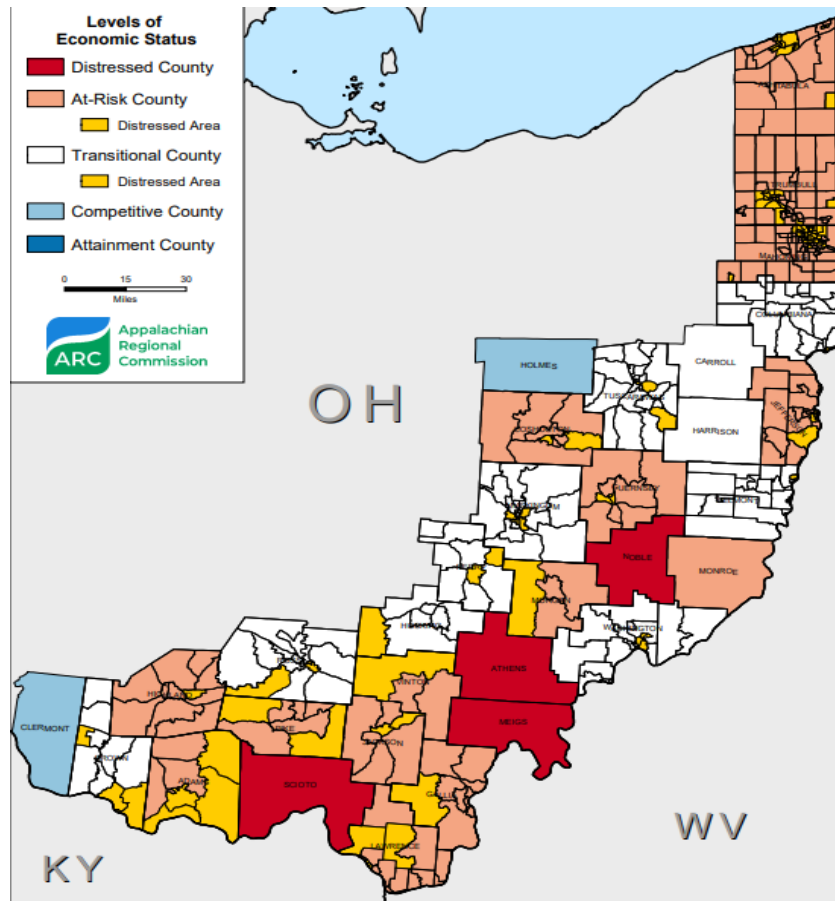 Levels of
Economic Status
Distressed County
At-Risk County
Distressed Area
Transitional County
Distressed Area
Competitive County
Attainment County
0 15 30
Miles
ARC
Appalachian
Regional
Commission
OH
WV
KY
ASHTABULA
TRUMBULL
MAHONING
COLUMBIANA
CARROLL
HOLMES
TUSCARAWAS
JEFFERSON
COSHOCTON
HARRISON
GUERNSEY
BELMONT
MUSKINGUM
NOBLE
MONROE
PERRY
MORGAN
HOCKING
WASHINGTON
ROSS
ATHENS
VINTON
HIGHLAND
CLERMONT
MEIGS
PIKE
JACKSON
BROWN
ADAMS
SCIOTO
GALLIA
LAWRENCE